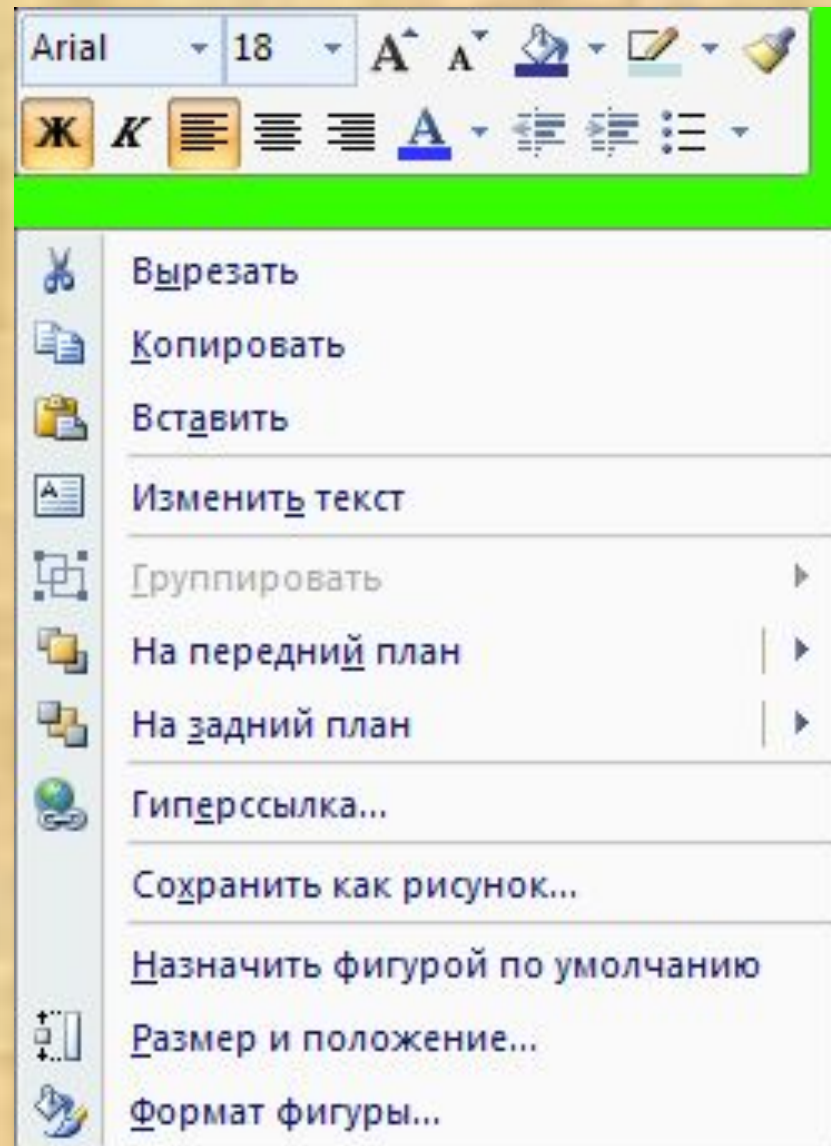 Arial 18 A A
Ж К A
Вырезать
Копировать
Вставить
Изменить текст
Группировать
На передний план
На задний план
Гиперссылка...
Сохранить как рисунок...
Назначить фигурой по умолчанию
Размер и положение...
Формат фигуры...